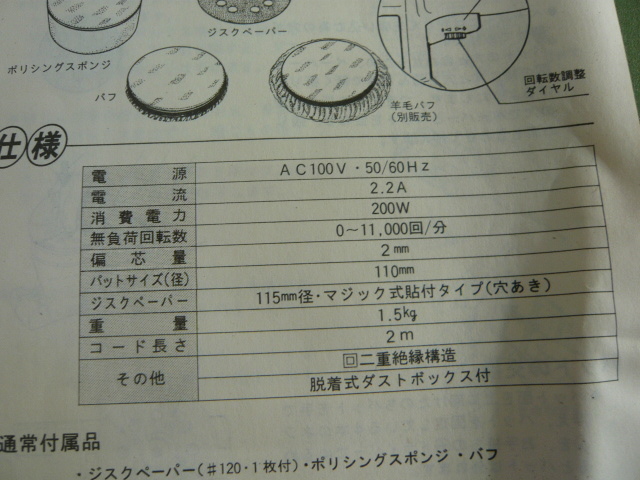 ポリシングスポンジ
ジスクペーパー
バフ
羊毛バフ
(別販売)
回転数調整
ダイヤル
仕様
電源 AC100V・50/60Hz
電流 2.2A
消費電力 200W
無負荷回転数 0～11,000回/分
偏芯量 2mm
パットサイズ(径) 110mm
ジスクペーパー 115mm径・マジック式貼付タイプ(穴あき)
重量 1.5kg
コード長さ 2m
その他 回二重絶縁構造
脱着式ダストボックス付
通常付属品
・ジスクペーパー(#120・1枚付)・ポリシングスポンジ・バフ